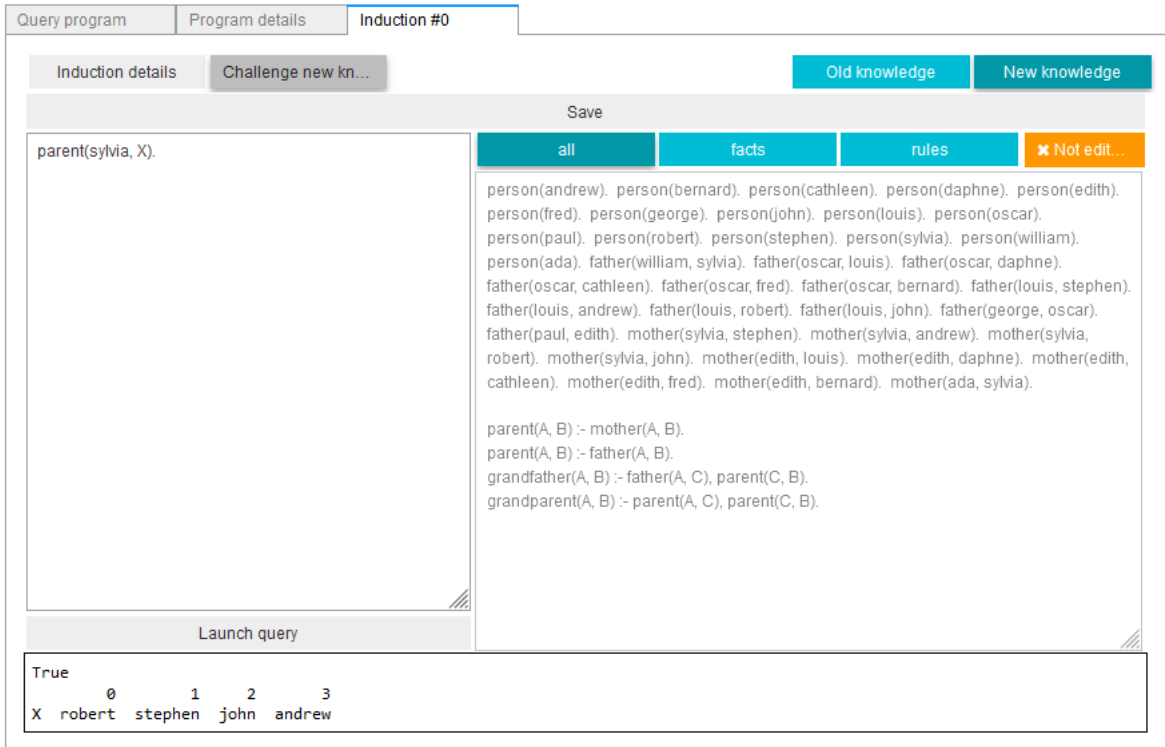 Query program
Program details
Induction #0
Induction details
Challenge new kn...
Old knowledge
New knowledge
Save
parent(sylvia, X).
all
facts
rules
✖ Not edit...
person(andrew). person(bernard). person(cathleen). person(daphne). person(edith).
person(fred). person(george). person(john). person(louis). person(oscar).
person(paul). person(robert). person(stephen). person(sylvia). person(william).
person(ada). father(william, sylvia). father(oscar, louis). father(oscar, daphne).
father(oscar, cathleen). father(oscar, fred). father(oscar, bernard). father(louis, stephen).
father(louis, andrew). father(louis, robert). father(louis, john). father(george, oscar).
father(paul, edith). mother(sylvia, stephen). mother(sylvia, andrew). mother(sylvia,
robert). mother(sylvia, john). mother(edith, louis). mother(edith, daphne). mother(edith,
cathleen). mother(edith, fred). mother(edith, bernard). mother(ada, sylvia).
parent(A, B) :- mother(A, B).
parent(A, B) :- father(A, B).
grandfather(A, B) :- father(A, C), parent(C, B).
grandparent(A, B) :- parent(A, C), parent(C, B).
Launch query
True
0 1 2 3
X robert stephen john andrew